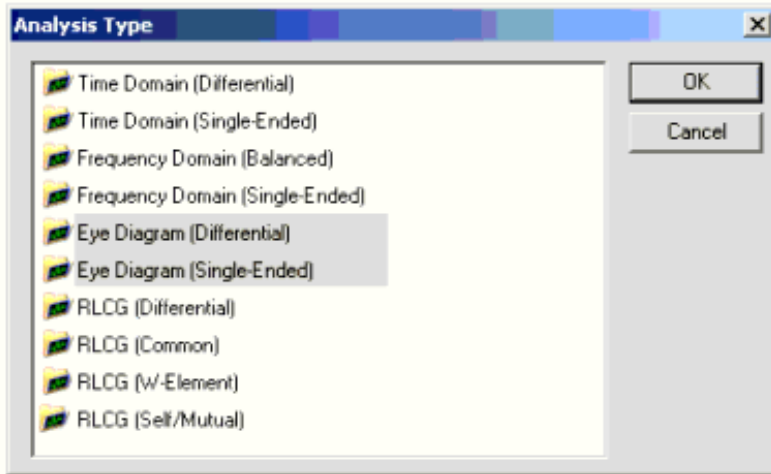 Analysis Type
Time Domain (Differential)
Time Domain (Single-Ended)
Frequency Domain (Balanced)
Frequency Domain (Single-Ended)
Eye Diagram (Differential)
Eye Diagram (Single-Ended)
RLCG (Differential)
RLCG (Common)
RLCG (W-Element)
RLCG (Self/Mutual)
OK
Cancel